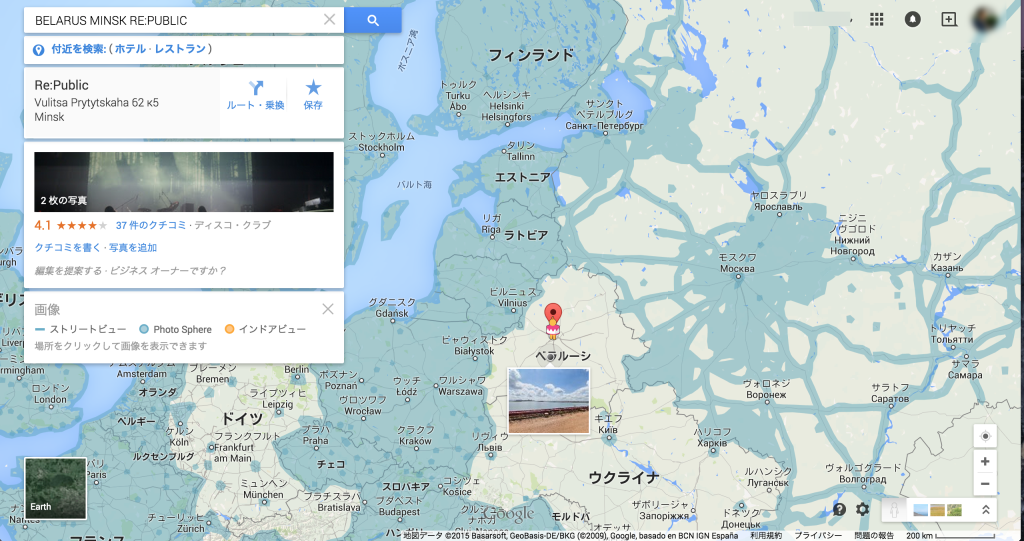 BELARUS MINSK RE:PUBLIC
付近を検索: ( ホテル · レストラン )
Re:Public
Vulitsa Prytytskaha 62 к5
Minsk
ルート・乗換
保存
2 枚の写真
4.1 ★★★★★ 37 件のクチコミ · ディスコ・クラブ
クチコミを書く · 写真を追加
編集を提案する · ビジネス オーナーですか？
画像
ストリートビュー
Photo Sphere
インドアビュー
場所をクリックして画像を表示できます
ボスニア湾
フィンランド
トゥルク
Turku
Åbo
ヘルシンキ
Helsinki
Helsingfors
サンクト
ペテルブルグ
Санкт-Петербург
ストックホルム
Stockholm
タリン
Tallinn
エストニア
バルト海
リガ
Riga
ラトビア
ヤロスラブリ
Ярославль
ニジニ
ノヴゴロド
Нижний
Новгород
モスクワ
Москва
カザン
Казань
ビルニュス
Vilnius
グダニスク
Gdańsk
ビャウィストク
Białystok
ベラルーシ
トリヤッチ
Тольятти
サマラ
Самара
ロンドン
London
Amsterdam
オランダ
ブレーメン
Bremen
Berlin
ポズナン
Poznań
ウッチ
Łódź
ワルシャワ
Warszawa
ヴロツワフ
Wrocław
ベルギー
ケルン
Köln
ライプツィヒ
Leipzig
ドイツ
フランクフルト
Frankfurt
am Main
ルクセンブルグ
プラハ
Praha
チェコ
クラクフ
Kraków
リヴィウ
Львів
キエフ
Київ
ハリコフ
Харків
ヴォロネジ
Воронеж
サラトフ
Саратов
ウクライナ
ルハンシク
Луганськ
ヴォルゴグラード
Волгоград
パリ
Paris
ミュンヘン
München
ブラチスラバ
Bratislava
スロバキア
コシツェ
Košice
ブダペスト
Budapest
チューリッヒ
Zürich
Nantes
フランス
クルジュ
ナポカ
Cluj-Napoca
モルドバ
オデッサ
ザポリージャ
Запоріжжя
ドネツク
Донецьк
Earth
Google
地図データ ©2015 Basarsoft, GeoBasis-DE/BKG (©2009), Google, basado en BCN IGN España
利用規約
プライバシー
問題の報告
200 km